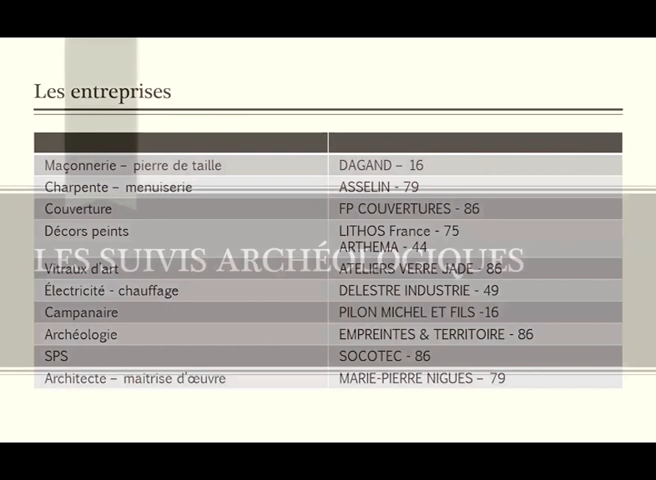 Les entreprises
Maçonnerie – pierre de taille DAGAND – 16
Charpente – menuiserie ASSELIN - 79
Couverture FP COUVERTURES - 86
Décors peints LITHOS France - 75
ARTHEMA - 44
LES SUIVIS ARCHÉOLOGIQUES
Vitraux d'art ATELIERS VERRE JADE - 86
Électricité - chauffage DELESTRE INDUSTRIE - 49
Campanaire PILON MICHEL ET FILS -16
Archéologie EMPREINTES & TERRITOIRE - 86
SPS SOCOTEC - 86
Architecte – maitrise d'œuvre MARIE-PIERRE NIGUES – 79